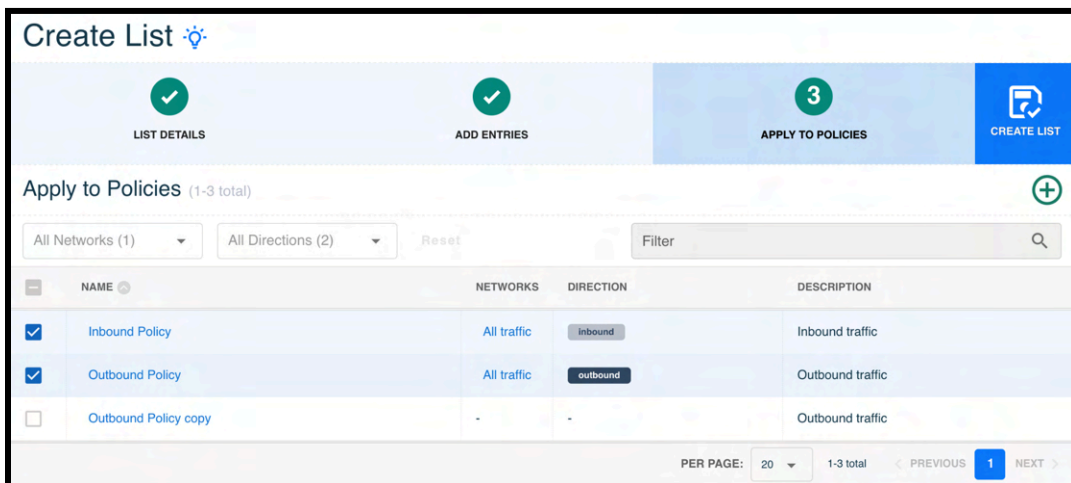 Create List
3
LIST DETAILS
ADD ENTRIES
APPLY TO POLICIES
CREATE LIST
Apply to Policies (1-3 total)
All Networks (1) All Directions (2) Reset Filter
NAME NETWORKS DIRECTION DESCRIPTION
Inbound Policy All traffic inbound Inbound traffic
Outbound Policy All traffic outbound Outbound traffic
Outbound Policy copy - - Outbound traffic
PER PAGE: 20 1-3 total < PREVIOUS 1 NEXT >